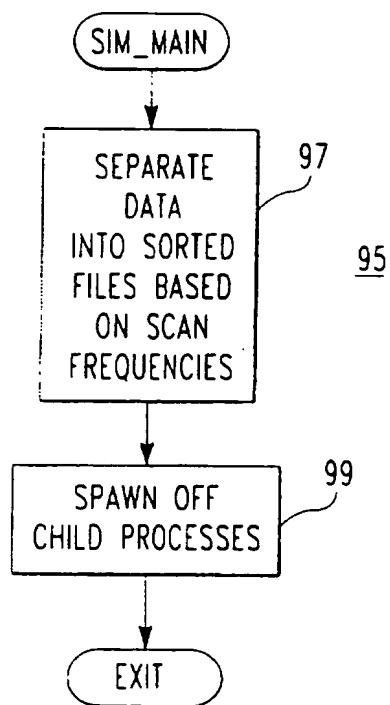 SIM_MAIN
SEPARATE
DATA
INTO SORTED
FILES BASED
ON SCAN
FREQUENCIES
97
95
SPAWN OFF
CHILD PROCESSES
99
EXIT